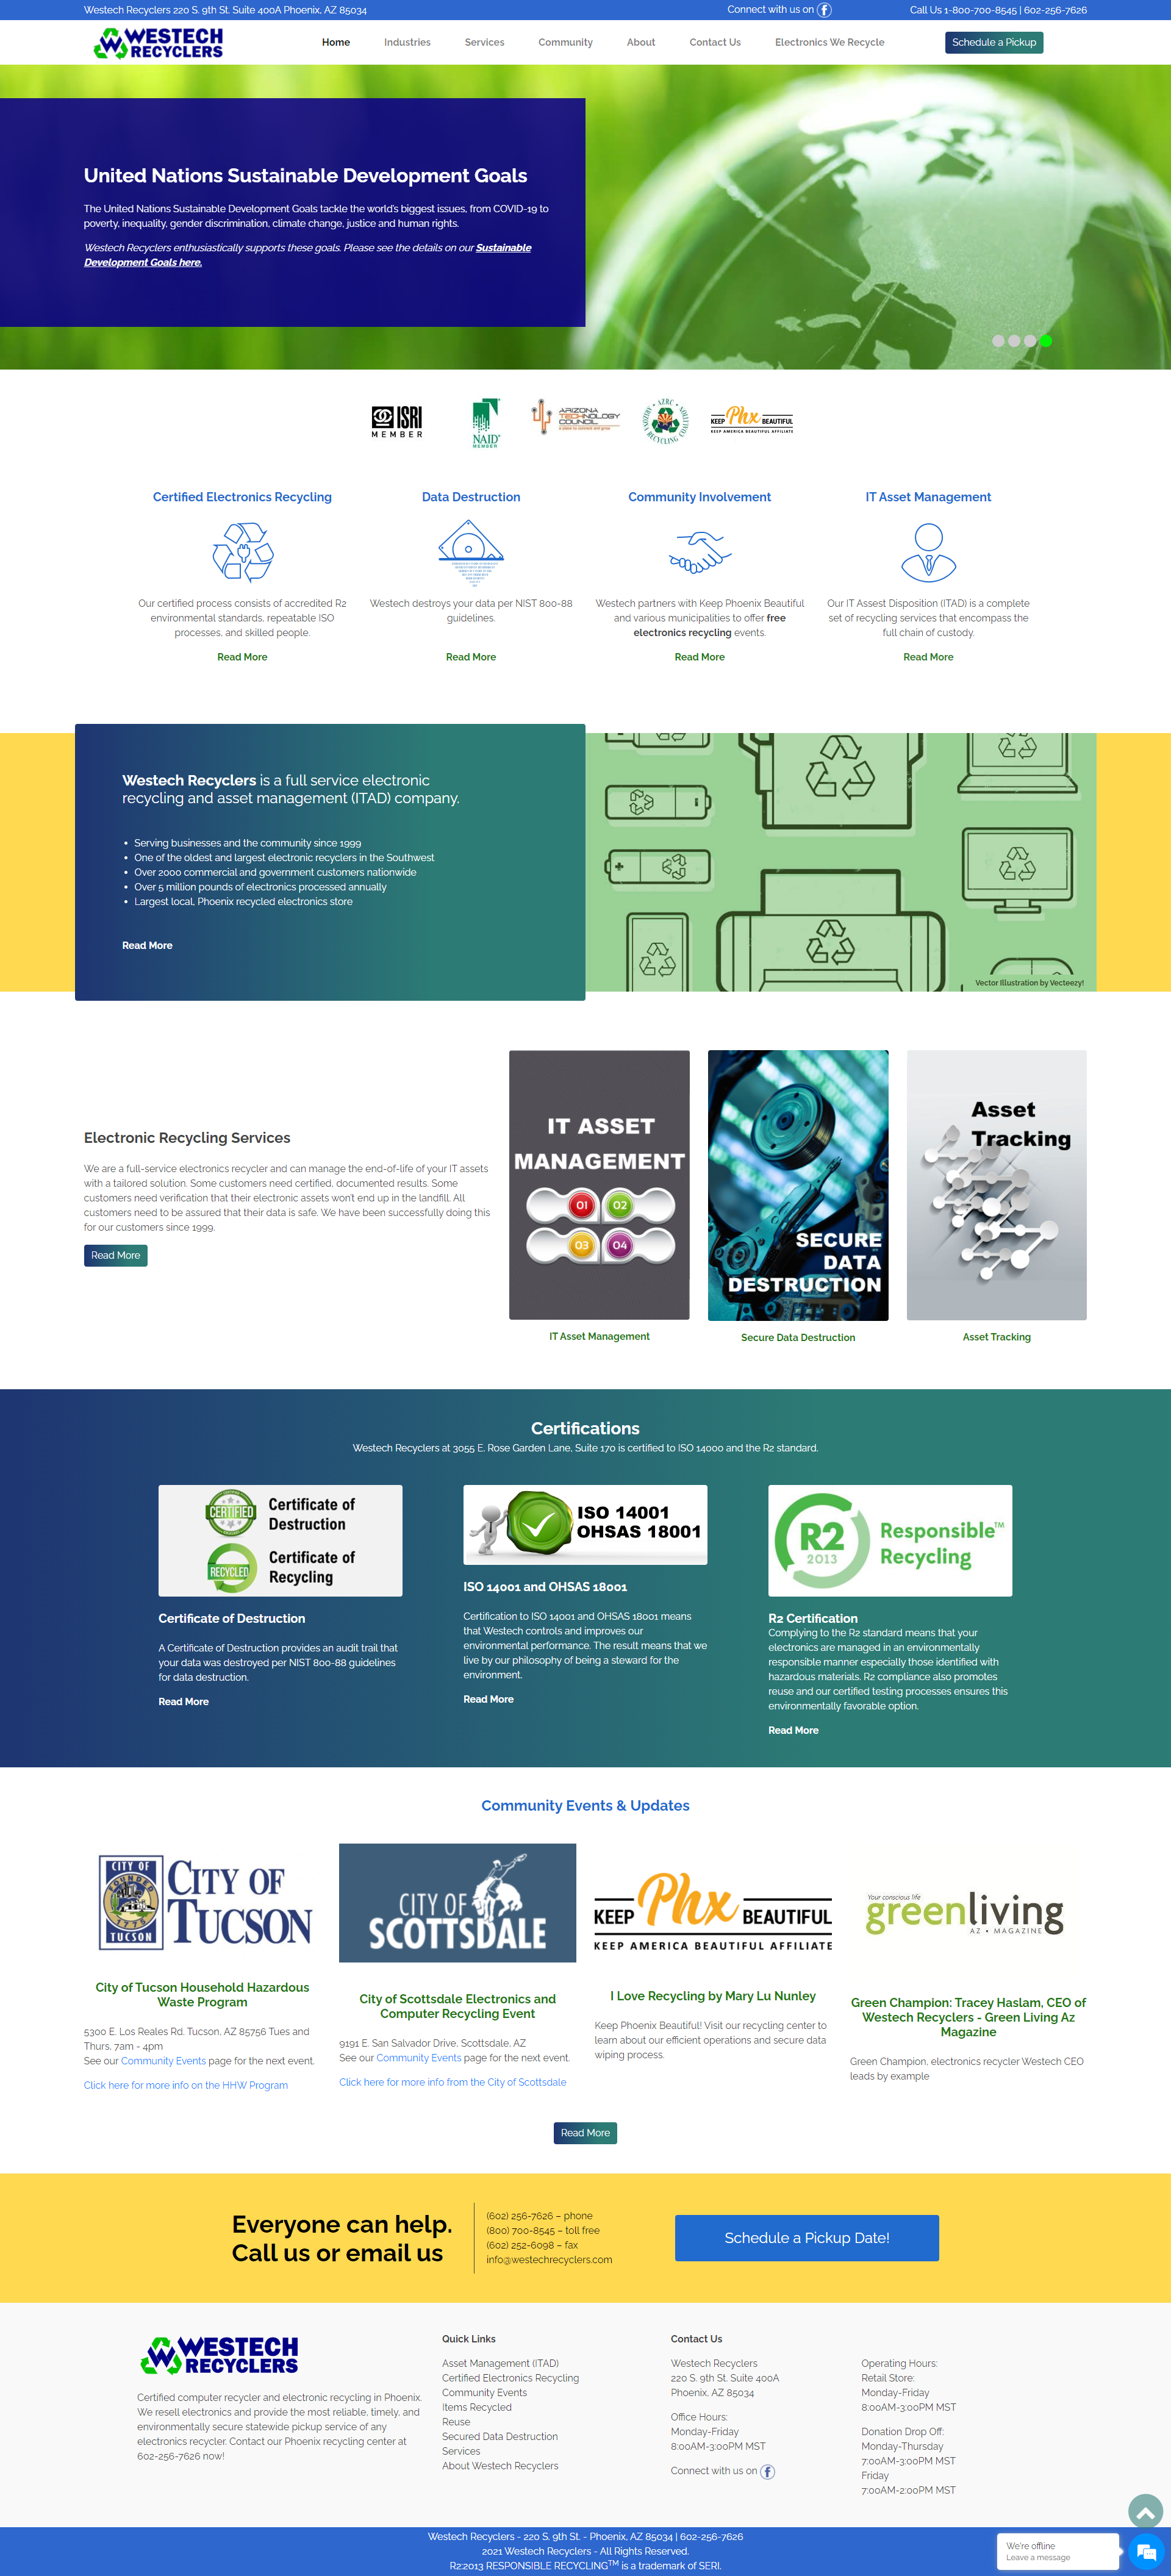 Westech Recyclers 220 S. 9th St. Suite 400A Phoenix, AZ 85034
Connect with us on
Call Us 1-800-700-8545 | 602-256-7626
WESTECH
RECYCLERS
Home
Industries
Services
Community
About
Contact Us
Electronics We Recycle
Schedule a Pickup
United Nations Sustainable Development Goals
The United Nations Sustainable Development Goals tackle the world's biggest issues, from COVID-19 to
poverty, inequality, gender discrimination, climate change, justice and human rights.
Westech Recyclers enthusiastically supports these goals. Please see the details on our Sustainable
Development Goals here.
ISRI
MEMBER
NAID
MEMBER
ARIZONA
TECHNOLOGY
COUNCIL
AZRC
ARIZONA RECYCLING COALITION
KEEP Phx BEAUTIFUL
KEEP AMERICA BEAUTIFUL AFFILIATE
Certified Electronics Recycling
Our certified process consists of accredited R2
environmental standards, repeatable ISO
processes, and skilled people.
Read More
Data Destruction
Westech destroys your data per NIST 800-88
guidelines.
Read More
Community Involvement
Westech partners with Keep Phoenix Beautiful
and various municipalities to offer free
electronics recycling events.
Read More
IT Asset Management
Our IT Assest Disposition (ITAD) is a complete
set of recycling services that encompass the
full chain of custody.
Read More
Westech Recyclers is a full service electronic
recycling and asset management (ITAD) company.
• Serving businesses and the community since 1999
• One of the oldest and largest electronic recyclers in the Southwest
• Over 2000 commercial and government customers nationwide
• Over 5 million pounds of electronics processed annually
• Largest local, Phoenix recycled electronics store
Read More
Vector Illustration by Vecteezy!
Electronic Recycling Services
We are a full-service electronics recycler and can manage the end-of-life of your IT assets
with a tailored solution. Some customers need certified, documented results. Some
customers need verification that their electronic assets won't end up in the landfill. All
customers need to be assured that their data is safe. We have been successfully doing this
for our customers since 1999.
Read More
IT ASSET
MANAGEMENT
01
02
03
04
IT Asset Management
SECURE
DATA
DESTRUCTION
Secure Data Destruction
Asset
Tracking
Asset Tracking
Certifications
Westech Recyclers at 3055 E. Rose Garden Lane, Suite 170 is certified to ISO 14000 and the R2 standard.
CERTIFIED
Certificate of
Destruction
RECYCLED
Certificate of
Recycling
Certificate of Destruction
A Certificate of Destruction provides an audit trail that
your data was destroyed per NIST 800-88 guidelines
for data destruction.
Read More
ISO 14001
OHSAS 18001
ISO 14001 and OHSAS 18001
Certification to ISO 14001 and OHSAS 18001 means
that Westech controls and improves our
environmental performance. The result means that we
live by our philosophy of being a steward for the
environment.
Read More
R2
2013
Responsible™
Recycling
R2 Certification
Complying to the R2 standard means that your
electronics are managed in an environmentally
responsible manner especially those identified with
hazardous materials. R2 compliance also promotes
reuse and our certified testing processes ensures this
environmentally favorable option.
Read More
Community Events & Updates
CITY OF
FOUNDED
1775
TUCSON
CITY OF
TUCSON
City of Tucson Household Hazardous
Waste Program
5300 E. Los Reales Rd. Tucson, AZ 85756 Tues and
Thurs, 7am - 4pm
See our Community Events page for the next event.
Click here for more info on the HHW Program
CITY OF
SCOTTSDALE
City of Scottsdale Electronics and
Computer Recycling Event
9191 E. San Salvador Drive, Scottsdale, AZ
See our Community Events page for the next event.
Click here for more info from the City of Scottsdale
KEEP Phx BEAUTIFUL
KEEP AMERICA BEAUTIFUL AFFILIATE
I Love Recycling by Mary Lu Nunley
Keep Phoenix Beautiful! Visit our recycling center to
learn about our efficient operations and secure data
wiping process.
Your conscious life
greenliving
AZ • MAGAZINE
Green Champion: Tracey Haslam, CEO of
Westech Recyclers - Green Living Az
Magazine
Green Champion, electronics recycler Westech CEO
leads by example
Read More
Everyone can help.
Call us or email us
(602) 256-7626 – phone
(800) 700-8545 – toll free
(602) 252-6098 – fax
info@westechrecyclers.com
Schedule a Pickup Date!
WESTECH
RECYCLERS
Certified computer recycler and electronic recycling in Phoenix.
We resell electronics and provide the most reliable, timely, and
environmentally secure statewide pickup service of any
electronics recycler. Contact our Phoenix recycling center at
602-256-7626 now!
Quick Links
Asset Management (ITAD)
Certified Electronics Recycling
Community Events
Items Recycled
Reuse
Secured Data Destruction
Services
About Westech Recyclers
Contact Us
Westech Recyclers
220 S. 9th St. Suite 400A
Phoenix, AZ 85034
Office Hours:
Monday-Friday
8:00AM-3:00PM MST
Connect with us on
Operating Hours:
Retail Store:
Monday-Friday
8:00AM-3:00PM MST
Donation Drop Off:
Monday-Thursday
7:00AM-3:00PM MST
Friday
7:00AM-2:00PM MST
Westech Recyclers - 220 S. 9th St. - Phoenix, AZ 85034 | 602-256-7626
2021 Westech Recyclers - All Rights Reserved.
R2:2013 RESPONSIBLE RECYCLING™ is a trademark of SERI.
We're offline
Leave a message